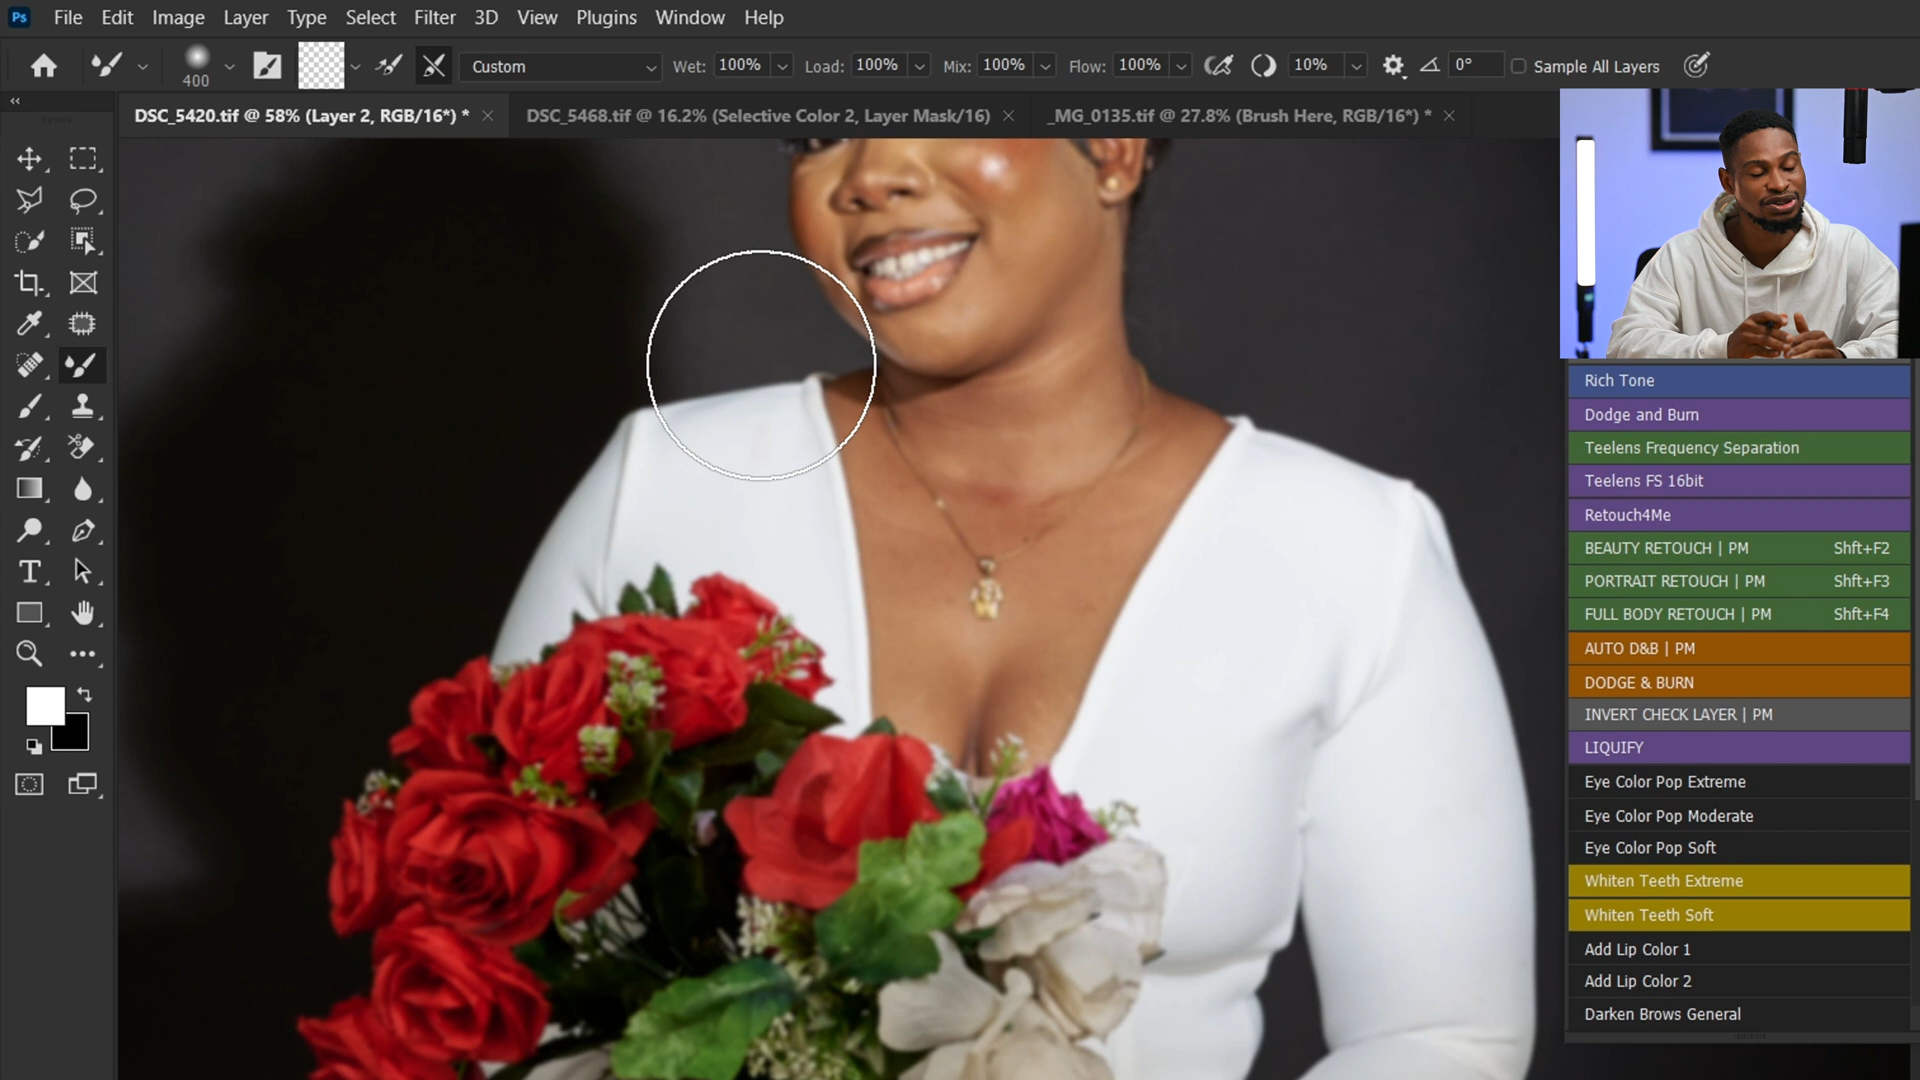 Ps File Edit Image Layer Type Select Filter 3D View Plugins Window Help
400 Custom Wet: 100% Load: 100% Mix: 100% Flow: 100% 10% 0° Sample All Layers
DSC_5420.tif @ 58% (Layer 2, RGB/16*) * DSC_5468.tif @ 16.2% (Selective Color 2, Layer Mask/16) _MG_0135.tif @ 27.8% (Brush Here, RGB/16*) *
Rich Tone
Dodge and Burn
Teelens Frequency Separation
Teelens FS 16bit
Retouch4Me
BEAUTY RETOUCH | PM Shft+F2
PORTRAIT RETOUCH | PM Shft+F3
FULL BODY RETOUCH | PM Shft+F4
AUTO D&B | PM
DODGE & BURN
INVERT CHECK LAYER | PM
LIQUIFY
Eye Color Pop Extreme
Eye Color Pop Moderate
Eye Color Pop Soft
Whiten Teeth Extreme
Whiten Teeth Soft
Add Lip Color 1
Add Lip Color 2
Darken Brows General